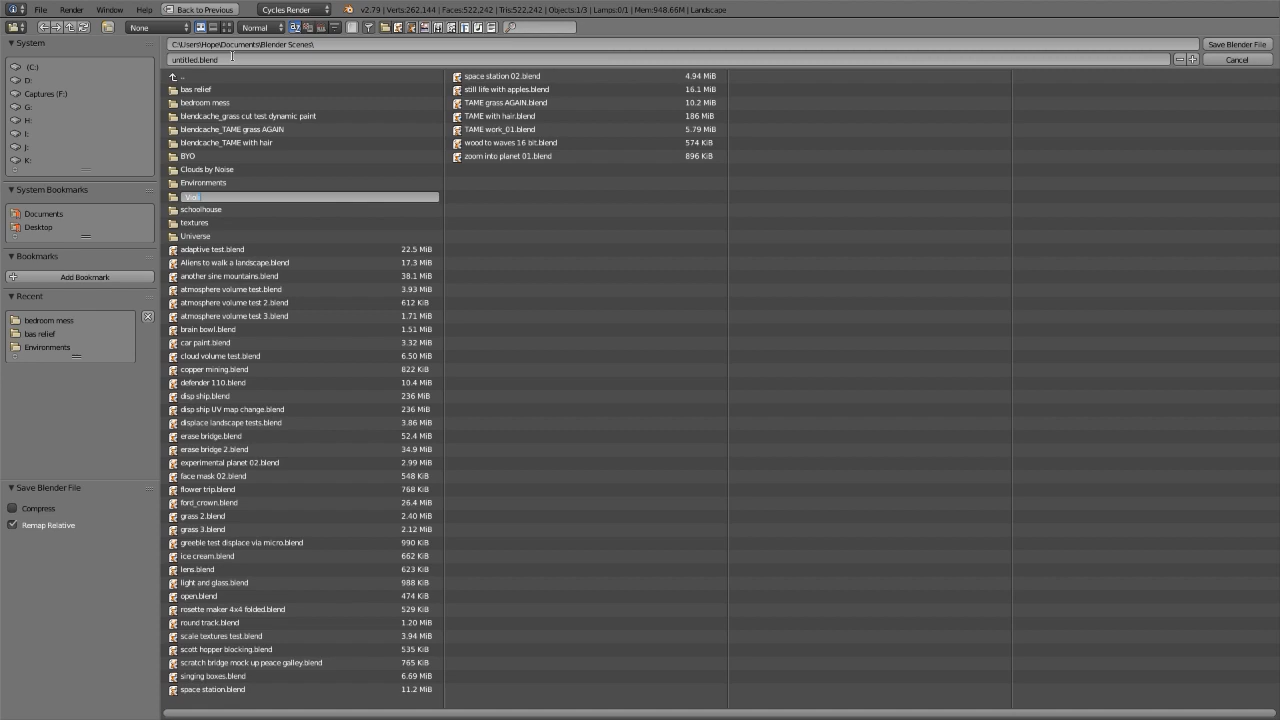 File Render Window Help Back to Previous Cycles Render v2.79 | Verts:262,144 | Faces:522,242 | Tris:522,242 | Objects:1/3 | Lamps:0/1 | Mem:948.66M | Landscape
None Normal
System
C:\Users\Hope\Documents\Blender Scenes\ Save Blender File
untitled.blend Cancel
(C:)
D:
Captures (F:)
G:
H:
I:
J:
K:
System Bookmarks
Documents
Desktop
Bookmarks
Add Bookmark
Recent
bedroom mess
bas relief
Environments
Save Blender File
Compress
Remap Relative
..
bas relief
bedroom mess
blendcache_grass cut test dynamic paint
blendcache_TAME grass AGAIN
blendcache_TAME with hair
BYO
Clouds by Noise
Environments
schoolhouse
textures
Universe
adaptive test.blend 22.5 MiB
Aliens to walk a landscape.blend 17.3 MiB
another sine mountains.blend 38.1 MiB
atmosphere volume test.blend 3.93 MiB
atmosphere volume test 2.blend 612 KiB
atmosphere volume test 3.blend 1.71 MiB
brain bowl.blend 1.51 MiB
car paint.blend 3.32 MiB
cloud volume test.blend 6.50 MiB
copper mining.blend 822 KiB
defender 110.blend 10.4 MiB
disp ship.blend 236 MiB
disp ship UV map change.blend 236 MiB
displace landscape tests.blend 3.86 MiB
erase bridge.blend 52.4 MiB
erase bridge 2.blend 34.9 MiB
experimental planet 02.blend 2.99 MiB
face mask 02.blend 548 KiB
flower trip.blend 768 KiB
ford_crown.blend 26.4 MiB
grass 2.blend 2.40 MiB
grass 3.blend 2.12 MiB
greeble test displace via micro.blend 990 KiB
ice cream.blend 662 KiB
lens.blend 623 KiB
light and glass.blend 988 KiB
open.blend 474 KiB
rosette maker 4x4 folded.blend 529 KiB
round track.blend 1.20 MiB
scale textures test.blend 3.94 MiB
scott hopper blocking.blend 535 KiB
scratch bridge mock up peace galley.blend 765 KiB
singing boxes.blend 6.69 MiB
space station.blend 11.2 MiB
space station 02.blend 4.94 MiB
still life with apples.blend 16.1 MiB
TAME grass AGAIN.blend 10.2 MiB
TAME with hair.blend 186 MiB
TAME work_01.blend 5.79 MiB
wood to waves 16 bit.blend 574 KiB
zoom into planet 01.blend 896 KiB